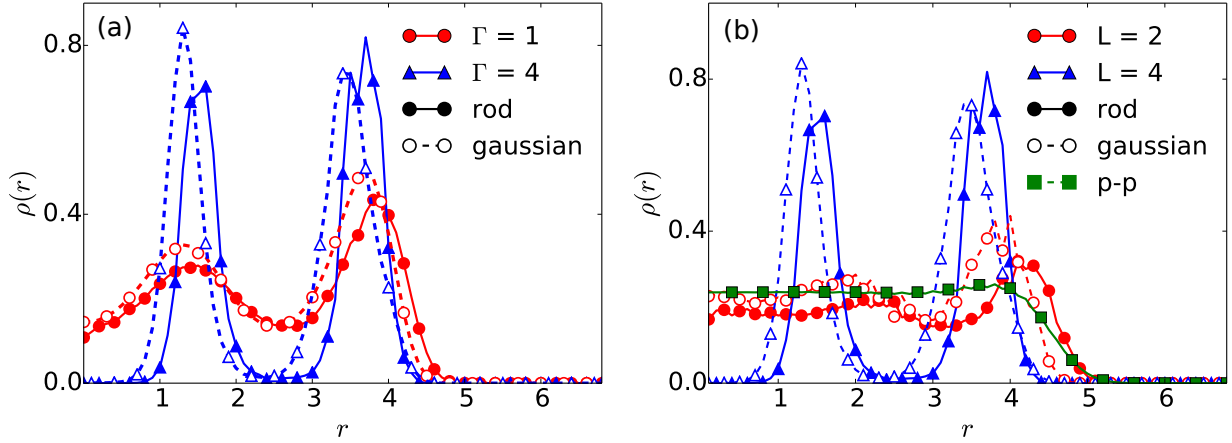 (a)
Γ = 1
Γ = 4
rod
gaussian
ρ(r)
0.8
0.4
0.0
1 2 3 4 5 6
r
(b)
L = 2
L = 4
rod
gaussian
p-p
ρ(r)
0.8
0.4
0.0
1 2 3 4 5 6
r